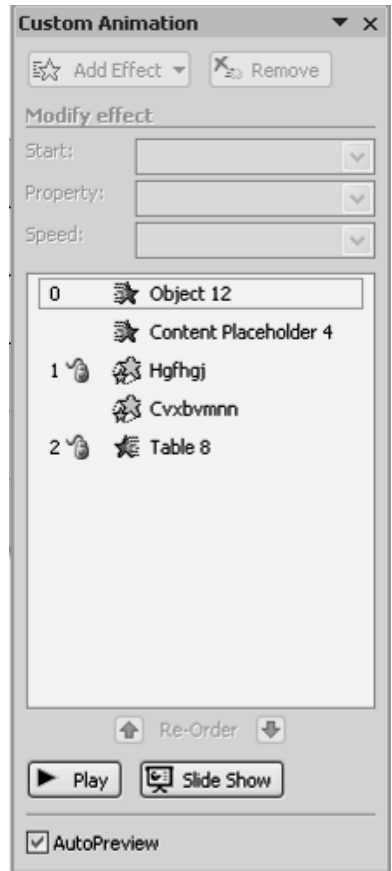 Custom Animation
Add Effect Remove
Modify effect
Start:
Property:
Speed:
0 Object 12
Content Placeholder 4
1 Hgfhgj
Cvxbvmnn
2 Table 8
Re-Order
Play Slide Show
AutoPreview